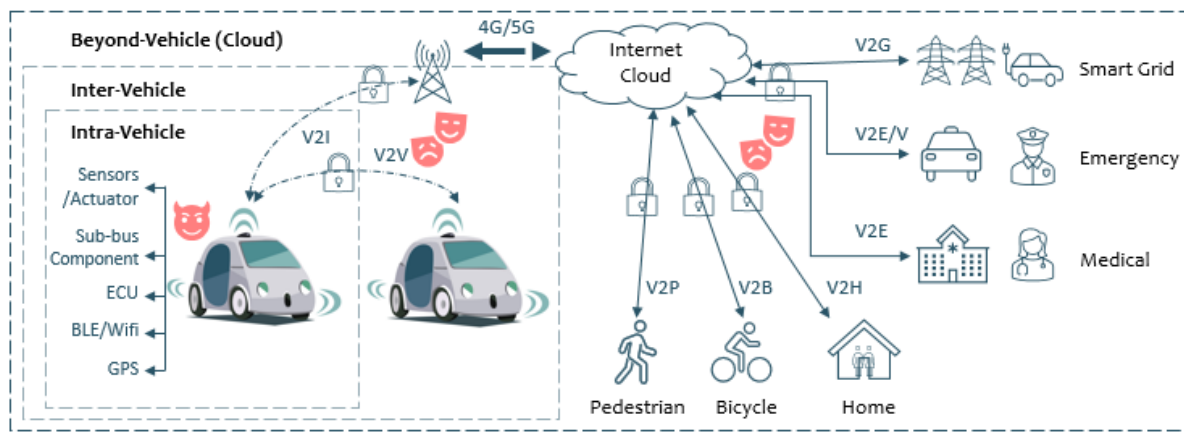 Beyond-Vehicle (Cloud)
4G/5G
Internet
Cloud
V2G
Smart Grid
Inter-Vehicle
Intra-Vehicle
V2I
V2V
V2E/V
Emergency
Sensors
/Actuator
Sub-bus
Component
ECU
BLE/Wifi
GPS
V2E
Medical
V2P
V2B
V2H
Pedestrian
Bicycle
Home